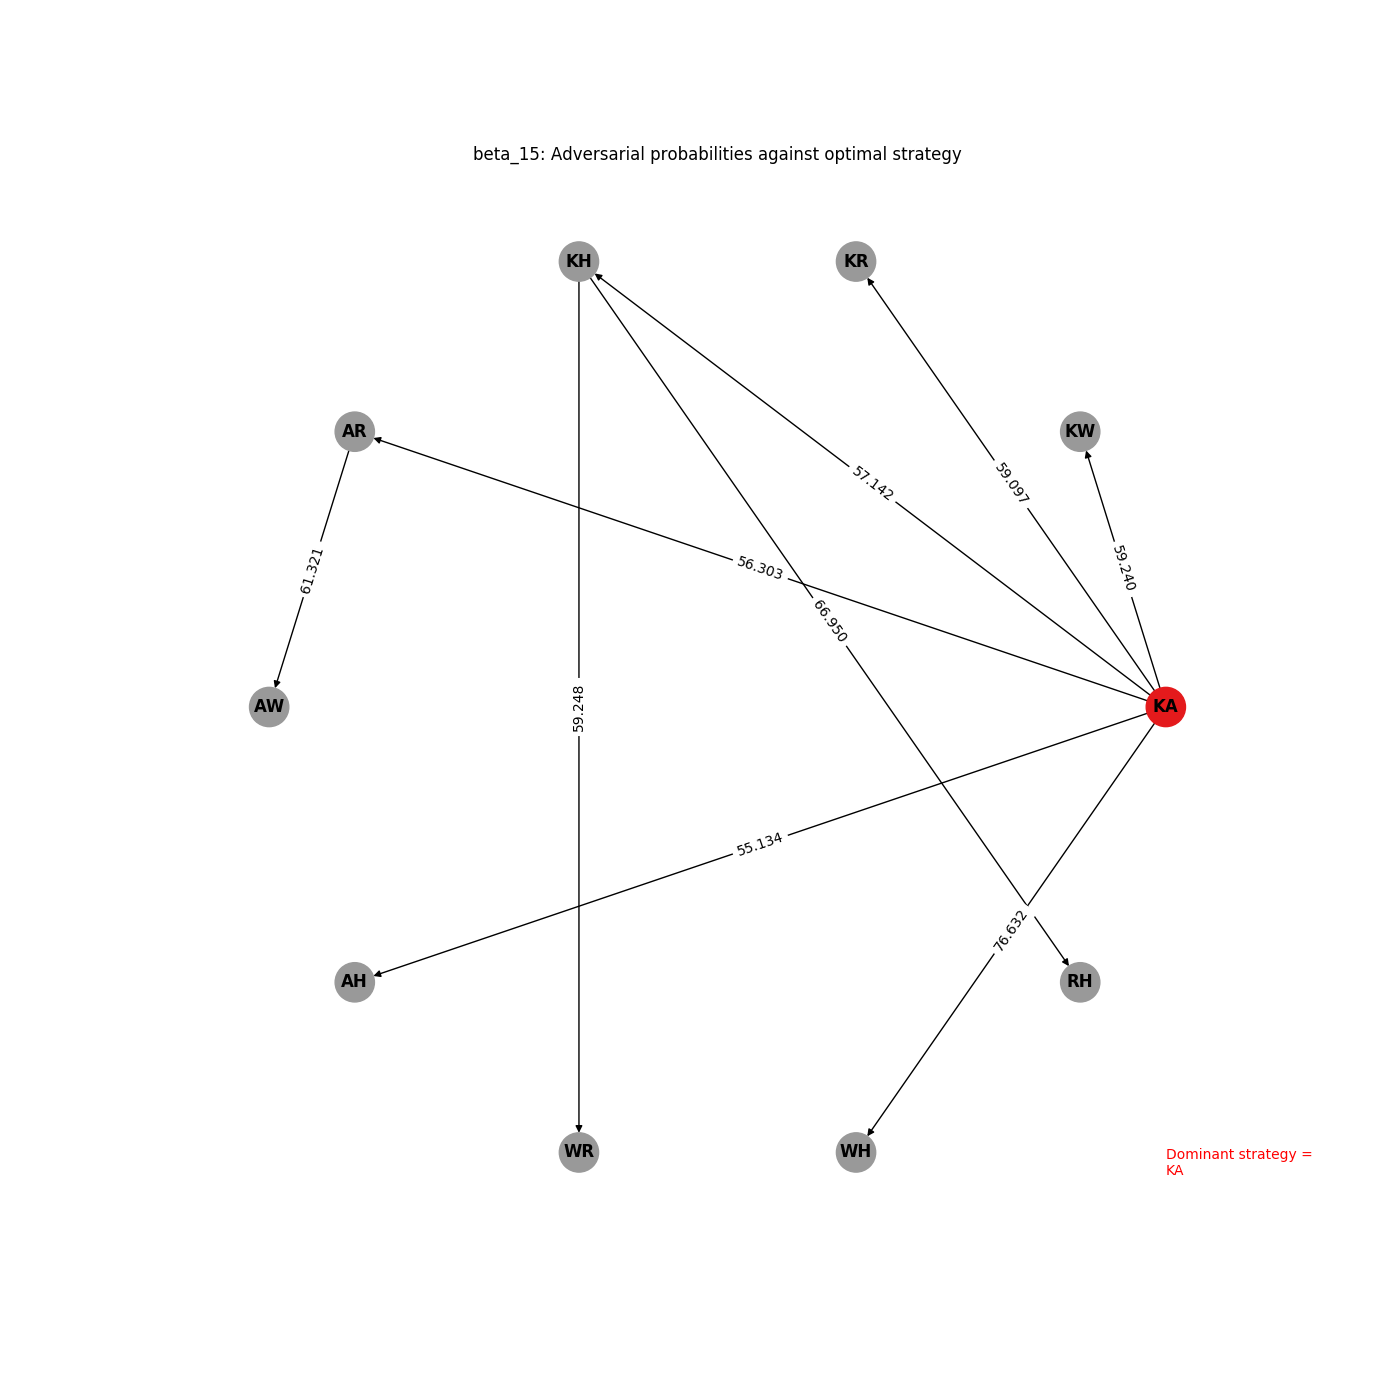 beta_15: Adversarial probabilities against optimal strategy
KH
KR
AR
KW
57.142
59.097
56.303
59.240
61.321
66.950
AW
59.248
KA
55.134
76.632
AH
RH
WR
WH
Dominant strategy =
KA